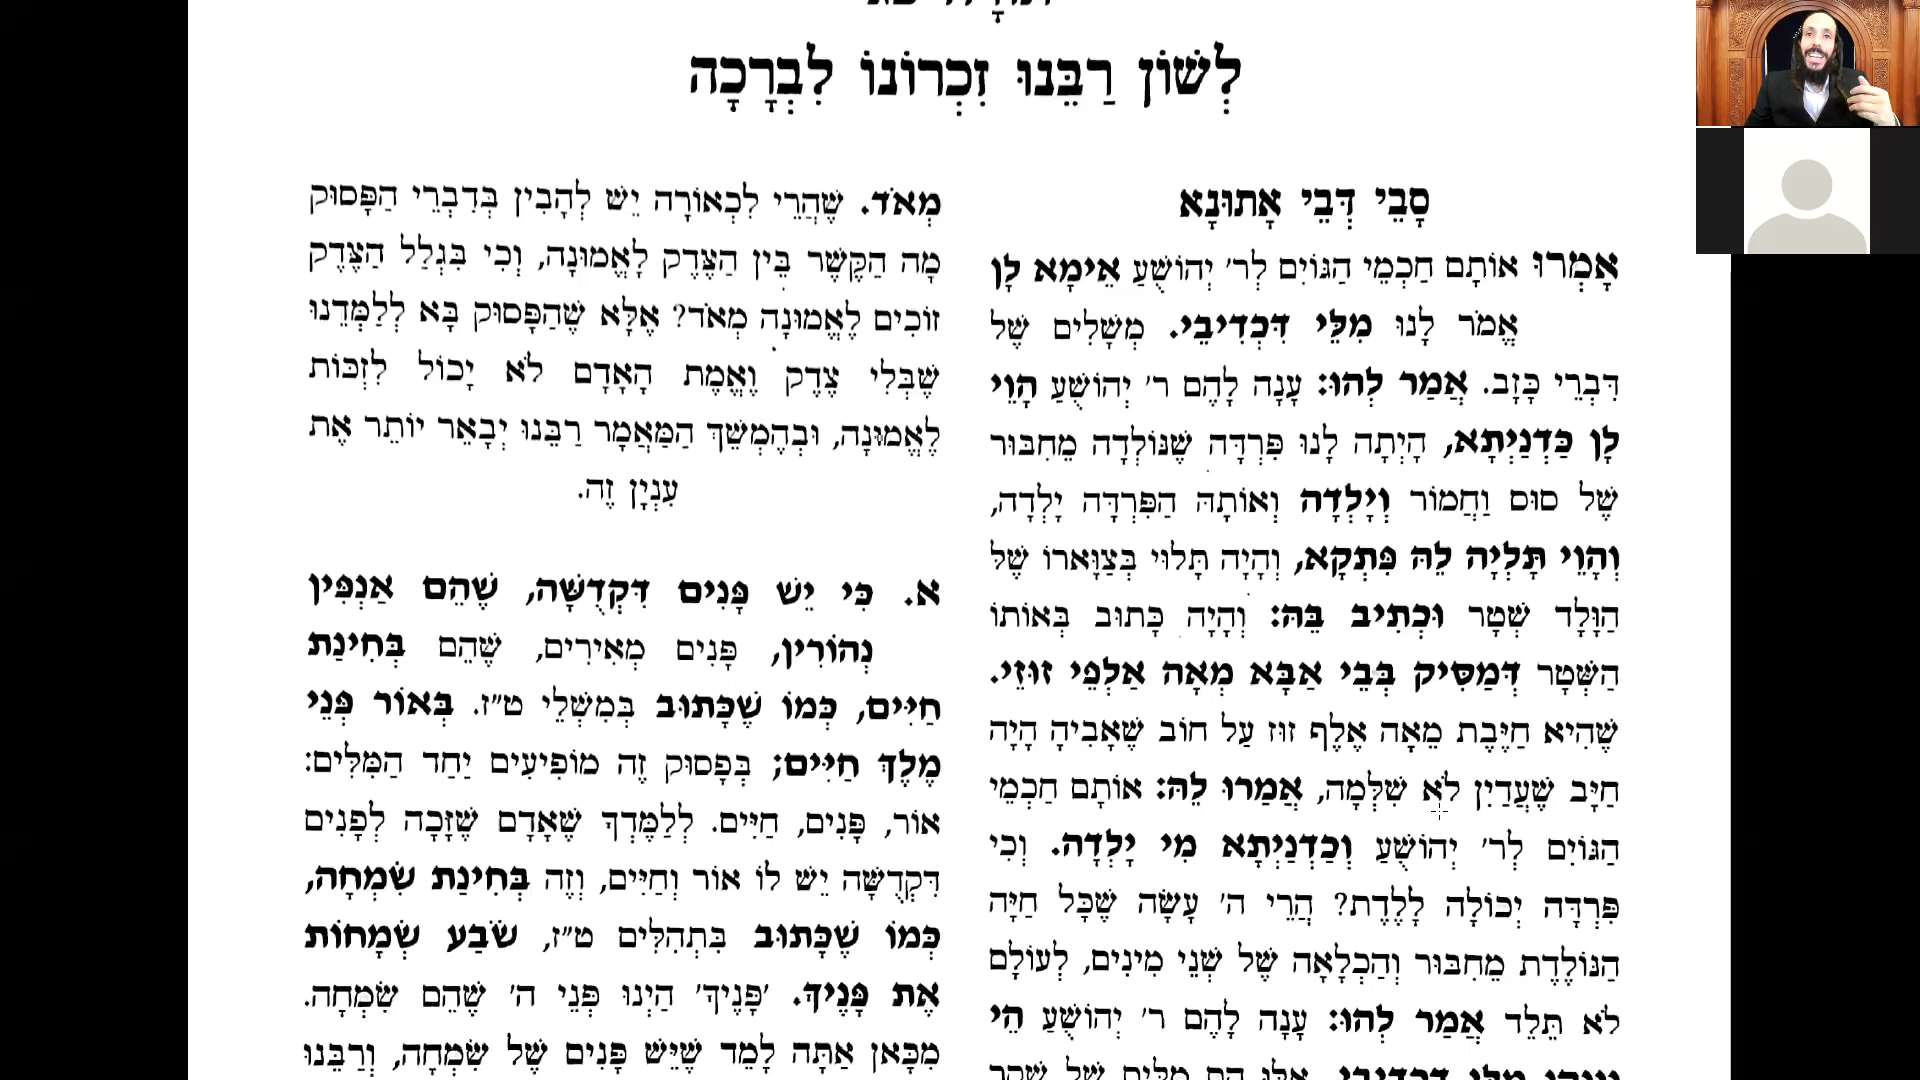 לְשׁוֹן רַבֵּנוּ זִכְרוֹנוֹ לִבְרָכָה
סָבֵי דְּבֵי אָתוּנָא
אָמְרוּ אוֹתָם חַכְמֵי הַגּוֹיִם לְר׳ יְהוֹשֻׁעַ אֵימָא לָן
אֱמֹר לָנוּ מִלֵּי דִּכְדִיבֵי. מְשָׁלִים שֶׁל
דִּבְרֵי כָּזָב. אֲמַר לְהוּ: עָנָה לָהֶם ר׳ יְהוֹשֻׁעַ הָוֵי
לָן כַּדְנַיְתָא, הָיְתָה לָנוּ פִּרְדָּה שֶׁנּוֹלְדָה מֵחִבּוּר
שֶׁל סוּס וַחֲמוֹר וְיָלְדָה וְאוֹתָהּ הַפִּרְדָּה יָלְדָה,
וְהָוֵי תָּלְיָה לֵהּ פִּתְקָא, וְהָיָה תָּלוּי בְּצַוָּארוֹ שֶׁל
הַוָּלָד שְׁטָר וּכְתִיב בֵּהּ: וְהָיָה כָּתוּב בְּאוֹתוֹ
הַשְּׁטָר דְּמַסִּיק בְּבֵי אַבָּא מְאָה אַלְפֵי זוּזֵי.
שֶׁהִיא חַיֶּבֶת מֵאָה אֶלֶף זוּז עַל חוֹב שֶׁאָבִיהָ הָיָה
חַיָּב שֶׁעֲדַיִן לֹא שִׁלְּמָה, אֲמַרוּ לֵהּ: אוֹתָם חַכְמֵי
הַגּוֹיִם לְר׳ יְהוֹשֻׁעַ וְכַדְנַיְתָא מִי יָלְדָה. וְכִי
פִּרְדָּה יְכוֹלָה לָלֶדֶת? הֲרֵי ה׳ עָשָׂה שֶׁכָּל חַיָּה
הַנּוֹלֶדֶת מֵחִבּוּר וְהַכְלָאָה שֶׁל שְׁנֵי מִינִים, לְעוֹלָם
לֹא תֵּלֵד אֲמַר לְהוּ: עָנָה לָהֶם ר׳ יְהוֹשֻׁעַ הֵי
מְאֹד. שֶׁהֲרֵי לִכְאוֹרָה יֵשׁ לְהָבִין בְּדִבְרֵי הַפָּסוּק
מָה הַקֶּשֶׁר בֵּין הַצֶּדֶק לָאֱמוּנָה, וְכִי בִּגְלַל הַצֶּדֶק
זוֹכִים לֶאֱמוּנָה מְאֹד? אֶלָּא שֶׁהַפָּסוּק בָּא לְלַמְּדֵנוּ
שֶׁבְּלִי צֶדֶק וֶאֱמֶת הָאָדָם לֹא יָכוֹל לִזְכּוֹת
לֶאֱמוּנָה, וּבְהֶמְשֵׁךְ הַמַּאֲמָר רַבֵּנוּ יְבָאֵר יוֹתֵר אֶת
עִנְיָן זֶה.
א. כִּי יֵשׁ פָּנִים דִּקְדֻשָּׁה, שֶׁהֵם אַנְפִּין
נְהוֹרִין, פָּנִים מְאִירִים, שֶׁהֵם בְּחִינַת
חַיִּים, כְּמוֹ שֶׁכָּתוּב בְּמִשְׁלֵי ט״ז. בְּאוֹר פְּנֵי
מֶלֶךְ חַיִּים; בְּפָסוּק זֶה מוֹפִיעִים יַחַד הַמִּלִּים:
אוֹר, פָּנִים, חַיִּים. לְלַמֶּדְךָ שֶׁאָדָם שֶׁזָּכָה לְפָנִים
דִּקְדֻשָּׁה יֵשׁ לוֹ אוֹר וְחַיִּים, וְזֶה בְּחִינַת שִׂמְחָה,
כְּמוֹ שֶׁכָּתוּב בִּתְהִלִּים ט״ז, שֹׂבַע שְׂמָחוֹת
אֶת פָּנֶיךָ. ׳פָּנֶיךָ׳ הַיְנוּ פְּנֵי ה׳ שֶׁהֵם שִׂמְחָה.
מִכָּאן אַתָּה לָמֵד שֶׁיֵּשׁ פָּנִים שֶׁל שִׂמְחָה, וְרַבֵּנוּ